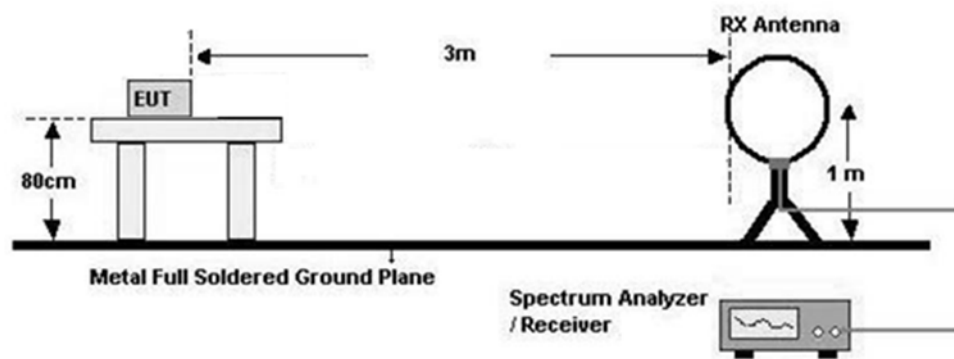 RX Antenna
3m
EUT
80cm
1 m
Metal Full Soldered Ground Plane
Spectrum Analyzer
/ Receiver